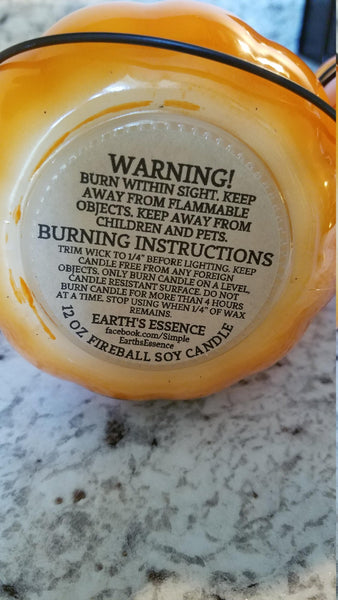 WARNING!
BURN WITHIN SIGHT. KEEP
AWAY FROM FLAMMABLE
OBJECTS. KEEP AWAY FROM
CHILDREN AND PETS.
BURNING INSTRUCTIONS
TRIM WICK TO 1/4" BEFORE LIGHTING. KEEP
CANDLE FREE FROM ANY FOREIGN
OBJECTS. ONLY BURN CANDLE ON A LEVEL,
CANDLE RESISTANT SURFACE. DO NOT
BURN CANDLE FOR MORE THAN 4 HOURS
AT A TIME. STOP USING WHEN 1/4" OF WAX
REMAINS.
EARTH'S ESSENCE
facebook.com/Simple
EarthsEssence
12 OZ FIREBALL SOY CANDLE